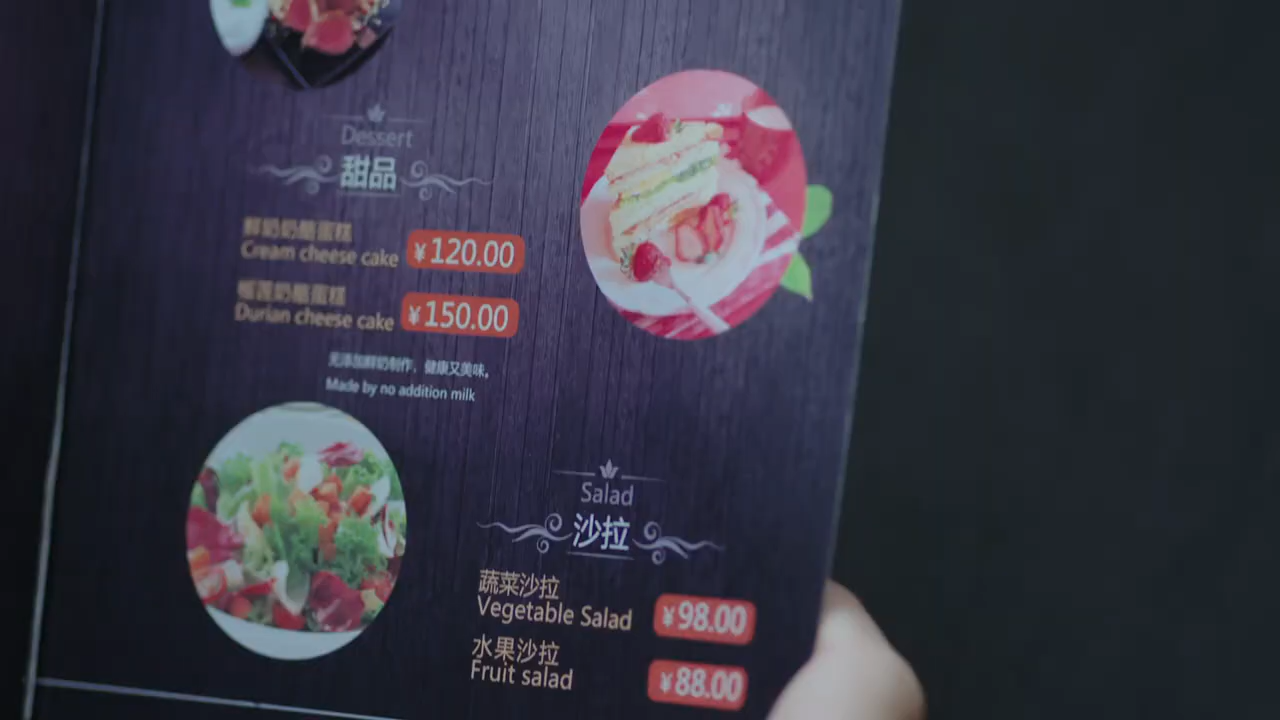 Dessert
甜品
鲜奶奶酪蛋糕
Cream cheese cake
¥120.00
榴莲奶酪蛋糕
Durian cheese cake
¥150.00
无添加鲜奶制作，健康又美味。
Made by no addition milk
Salad
沙拉
蔬菜沙拉
Vegetable Salad
¥98.00
水果沙拉
Fruit salad
¥88.00